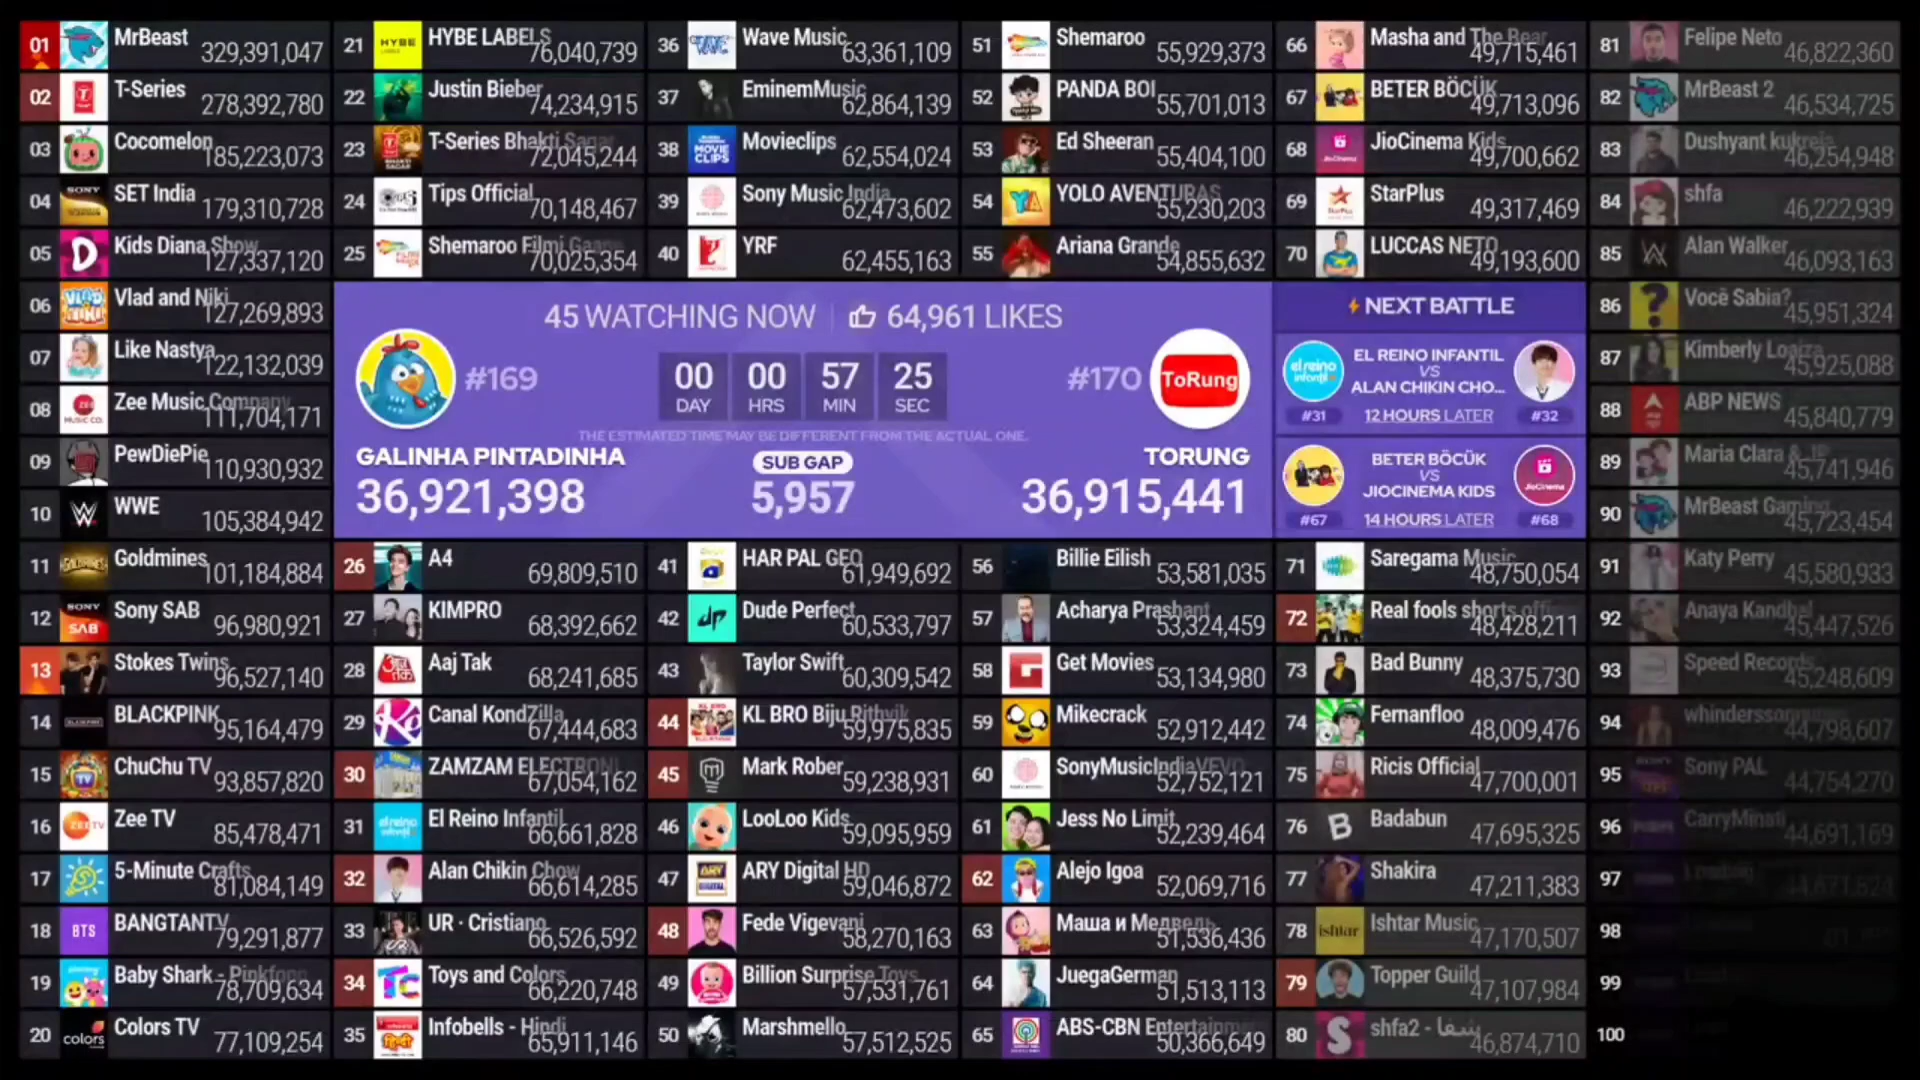 01 MrBeast 329,391,047
02 T-Series 278,392,780
03 Cocomelon 185,223,073
04 SET India 179,310,728
05 Kids Diana Show 127,337,120
06 Vlad and Niki 127,269,893
07 Like Nastya 122,132,039
08 Zee Music Company 111,704,171
09 PewDiePie 110,930,932
10 WWE 105,384,942
11 Goldmines 101,184,884
12 Sony SAB 96,980,921
13 Stokes Twins 96,527,140
14 BLACKPINK 95,164,479
15 ChuChu TV 93,857,820
16 Zee TV 85,478,471
17 5-Minute Crafts 81,084,149
18 BANGTANTV 79,291,877
19 Baby Shark - Pinkfong 78,709,634
20 Colors TV 77,109,254
21 HYBE LABELS 76,040,739
22 Justin Bieber 74,234,915
23 T-Series Bhakti Sagar 72,045,244
24 Tips Official 70,148,467
25 Shemaroo Filmi Gaane 70,025,354
36 Wave Music 63,361,109
37 EminemMusic 62,864,139
38 Movieclips 62,554,024
39 Sony Music India 62,473,602
40 YRF 62,455,163
51 Shemaroo 55,929,373
52 PANDA BOI 55,701,013
53 Ed Sheeran 55,404,100
54 YOLO AVENTURAS 55,230,203
55 Ariana Grande 54,855,632
66 Masha and The Bear 49,715,461
67 BETER BÖCÜK 49,713,096
68 JioCinema Kids 49,700,662
69 StarPlus 49,317,469
70 LUCCAS NETO 49,193,600
45 WATCHING NOW 64,961 LIKES
#169
00 DAY
00 HRS
57 MIN
25 SEC
#170
ToRung
THE ESTIMATED TIME MAY BE DIFFERENT FROM THE ACTUAL ONE.
GALINHA PINTADINHA
36,921,398
SUB GAP
5,957
TORUNG
36,915,441
NEXT BATTLE
EL REINO INFANTIL
VS
ALAN CHIKIN CHO...
#31 12 HOURS LATER #32
BETER BÖCÜK
VS
JIOCINEMA KIDS
#67 14 HOURS LATER #68
26 A4 69,809,510
27 KIMPRO 68,392,662
28 Aaj Tak 68,241,685
29 Canal KondZilla 67,444,683
30 ZAMZAM ELECTRONI 67,054,162
31 El Reino Infantil 66,661,828
32 Alan Chikin Chow 66,614,285
33 UR · Cristiano 66,526,592
34 Toys and Colors 66,220,748
35 Infobells - Hindi 65,911,146
41 HAR PAL GEO 61,949,692
42 Dude Perfect 60,533,797
43 Taylor Swift 60,309,542
44 KL BRO Biju Rithvik 59,975,835
45 Mark Rober 59,238,931
46 LooLoo Kids 59,095,959
47 ARY Digital HD 59,046,872
48 Fede Vigevani 58,270,163
49 Billion Surprise Toys 57,531,761
50 Marshmello 57,512,525
56 Billie Eilish 53,581,035
57 Acharya Prashant 53,324,459
58 Get Movies 53,134,980
59 Mikecrack 52,912,442
60 SonyMusicIndiaVEVO 52,752,121
61 Jess No Limit 52,239,464
62 Alejo Igoa 52,069,716
63 Маша и Медведь 51,536,436
64 JuegaGerman 51,513,113
65 ABS-CBN Entertainme 50,366,649
71 Saregama Music 48,750,054
72 Real fools shorts offi 48,428,211
73 Bad Bunny 48,375,730
74 Fernanfloo 48,009,476
75 Ricis Official 47,700,001
76 Badabun 47,695,325
77 Shakira 47,211,383
78 Ishtar Music 47,170,507
79 Topper Guild 47,107,984
80 shfa2 - شفا 46,874,710
81 Felipe Neto 46,822,360
82 MrBeast 2 46,534,725
83 Dushyant kukreja 46,254,948
84 shfa 46,222,939
85 Alan Walker 46,093,163
86 Você Sabia? 45,951,324
87 Kimberly Loaiza 45,925,088
88 ABP NEWS 45,840,779
89 Maria Clara & JP 45,741,946
90 MrBeast Gaming 45,723,454
91 Katy Perry 45,580,933
92 Anaya Kandhal 45,447,526
93 Speed Records 45,248,609
94 44,798,607
95 Sony PAL 44,754,270
96 CarryMinati 44,691,169
97 44,671,624
98
99
100